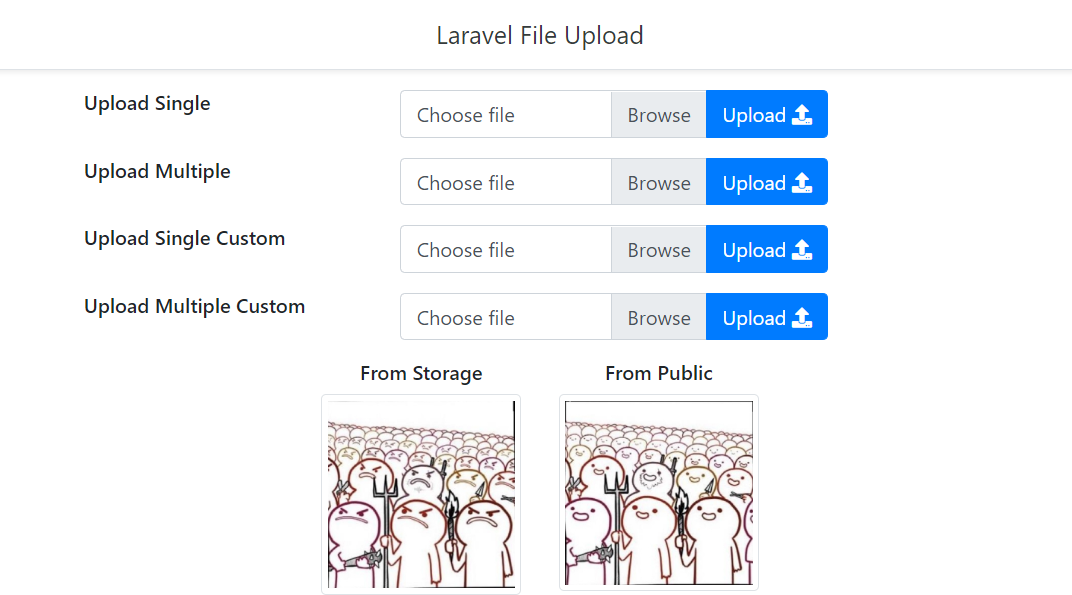 Laravel File Upload
Upload Single
Choose file Browse Upload
Upload Multiple
Choose file Browse Upload
Upload Single Custom
Choose file Browse Upload
Upload Multiple Custom
Choose file Browse Upload
From Storage
From Public